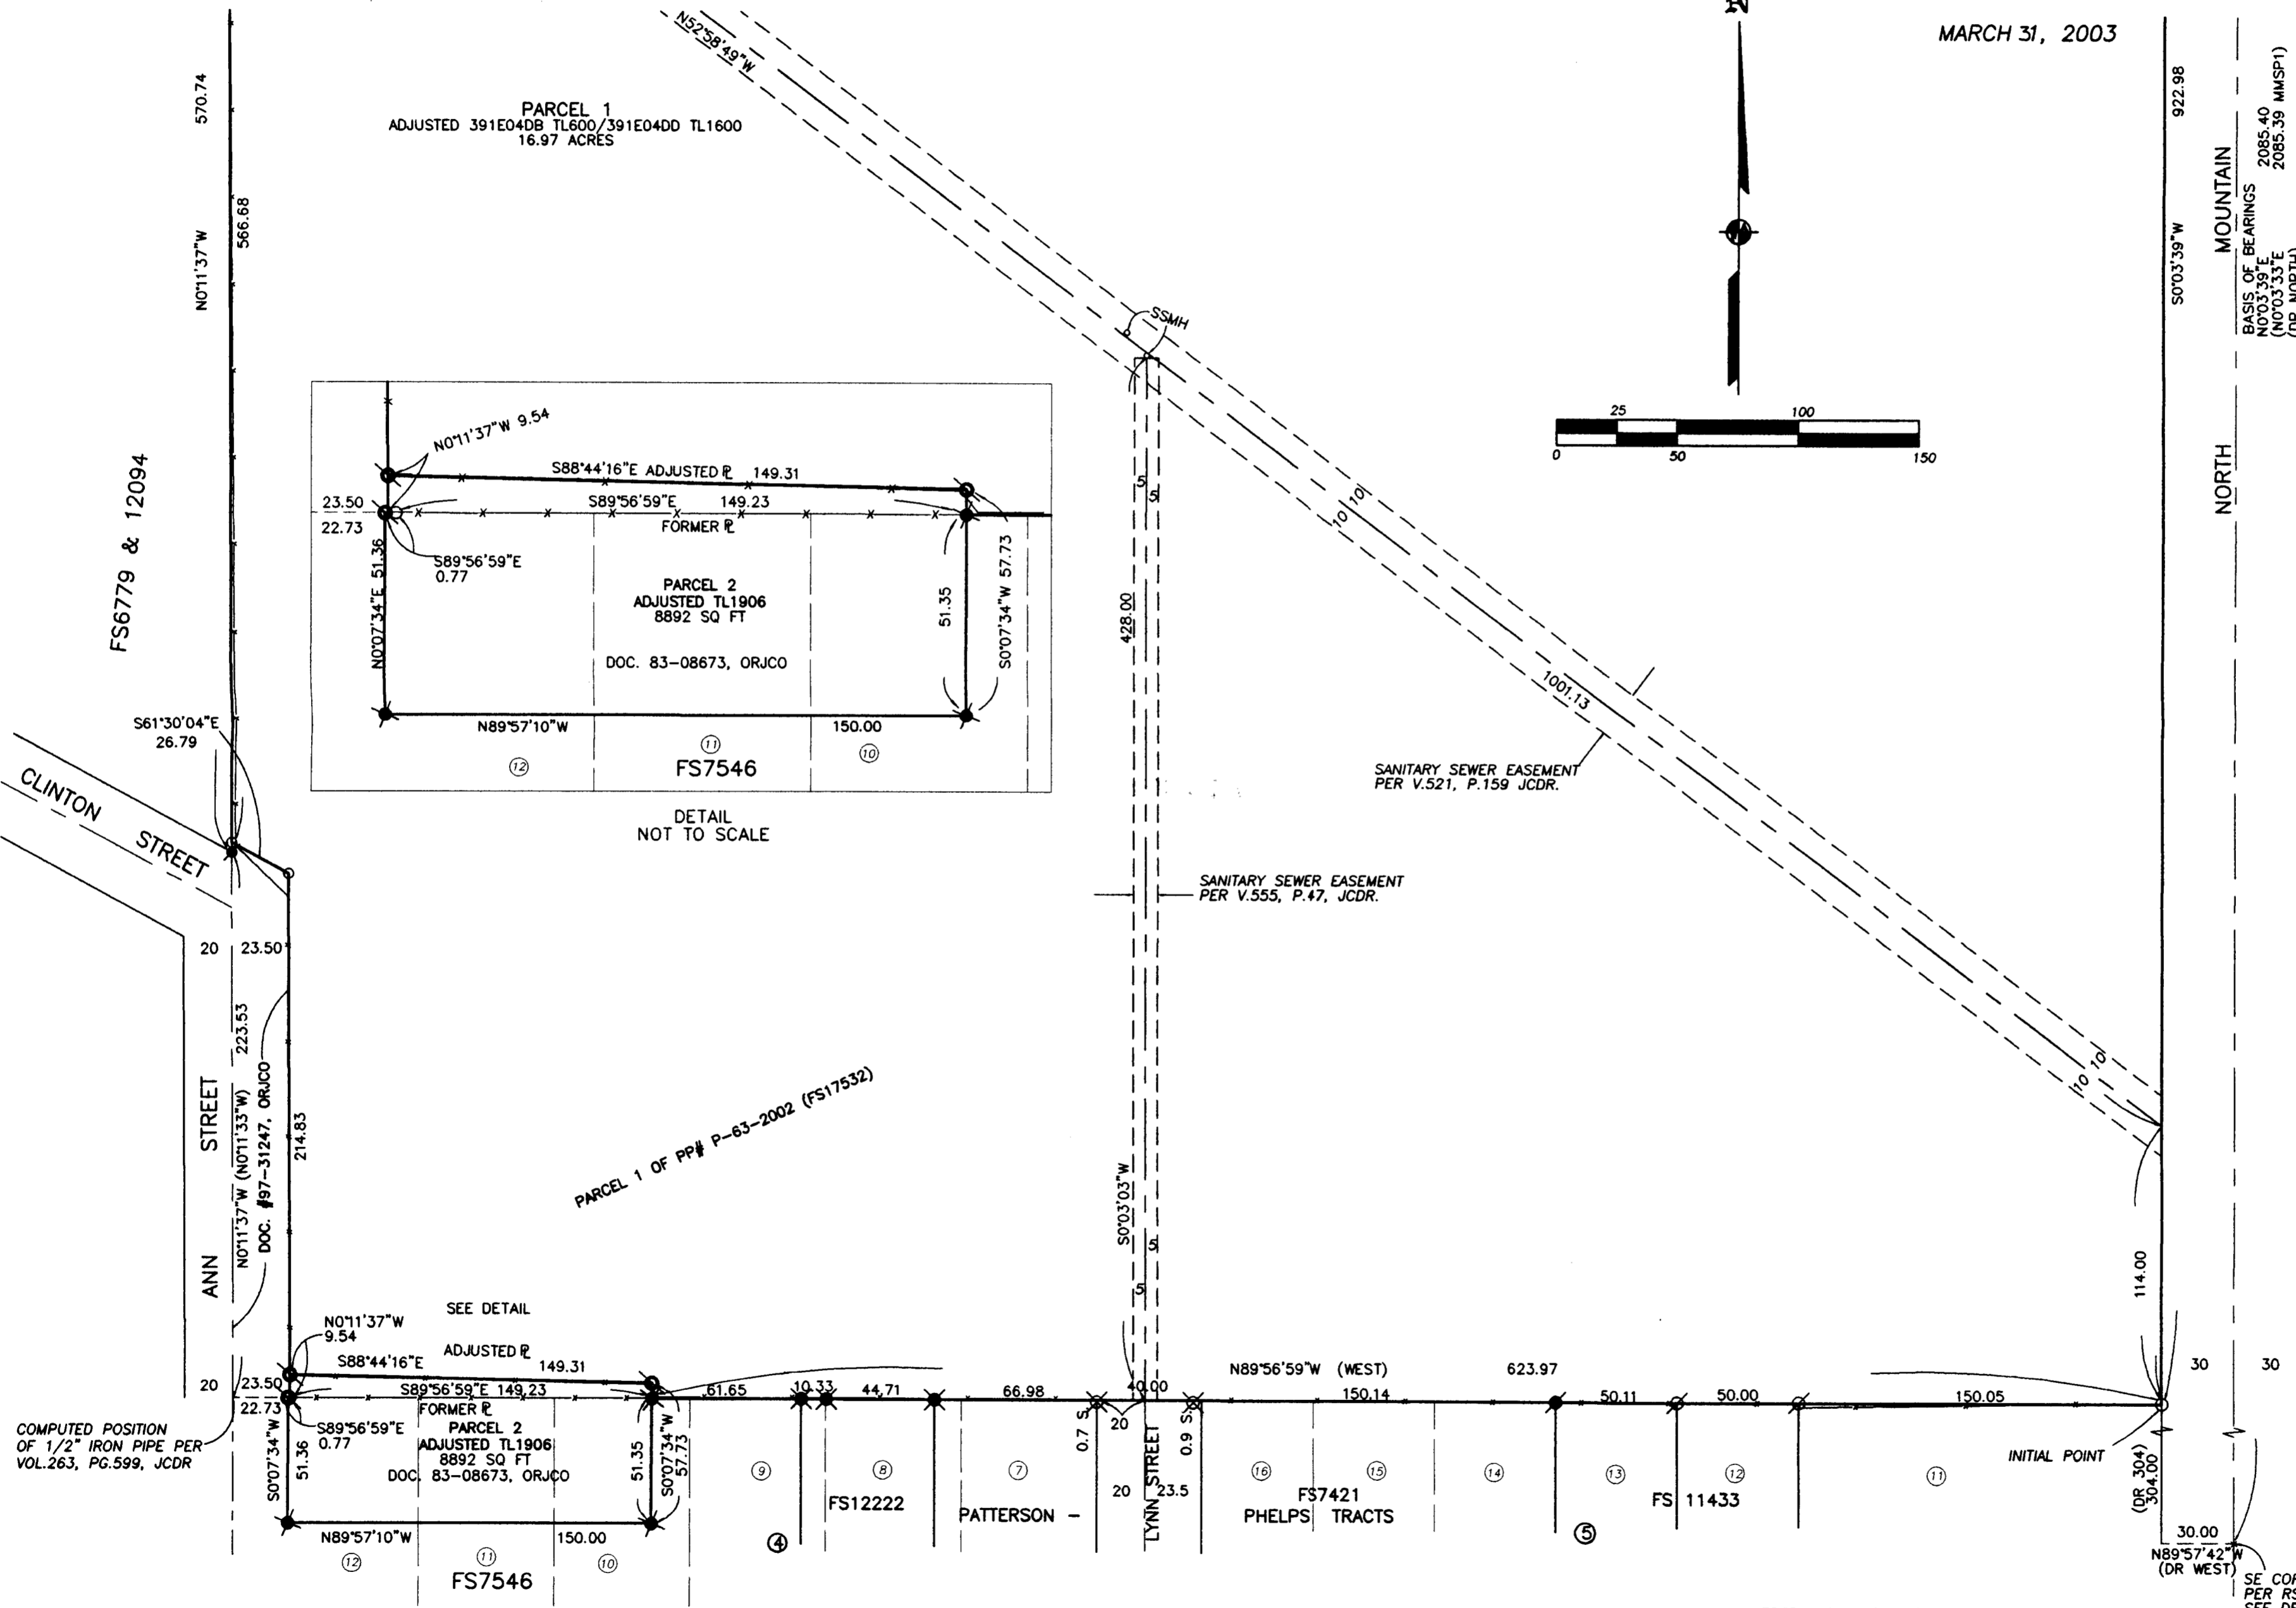 MARCH 31, 2003
N52°58'49"W
PARCEL 1
ADJUSTED 391E04DB TL600/391E04DD TL1600
16.97 ACRES
570.74
N0°11'37"W
566.68
FS6779 & 12094
922.98
S0°03'39"W
NORTH MOUNTAIN
BASIS OF BEARINGS
N0°03'39"E 2085.40
(N0°03'33"E 2085.39 MMSP1)
(DR NORTH)
25 100
0 50 150
SSMH
N0°11'37"W 9.54
S88°44'16"E ADJUSTED PL 149.31
23.50
S89°56'59"E 149.23
22.73
FORMER PL
S89°56'59"E
0.77
N0°07'34"E 51.36
PARCEL 2
ADJUSTED TL1906
8892 SQ FT
DOC. 83-08673, ORJCO
51.35
S0°07'34"W 57.73
N89°57'10"W 150.00
12 11 10
FS7546
DETAIL
NOT TO SCALE
5
5
10 10
10
428.00
1001.13
SANITARY SEWER EASEMENT
PER V.521, P.159 JCDR.
SANITARY SEWER EASEMENT
PER V.555, P.47, JCDR.
S61°30'04"E
26.79
CLINTON STREET
20 23.50
223.53
N0°11'37"W (N0°11'33"W)
DOC. #97-31247, ORJCO
214.83
ANN STREET
PARCEL 1 OF PP# P-63-2002 (FS17532)
S0°03'03"W
5
5
10 10
114.00
SEE DETAIL
N0°11'37"W
9.54
ADJUSTED PL
S88°44'16"E 149.31
20 23.50
S89°56'59"E 149.23
22.73
FORMER PL
S89°56'59"E
0.77
COMPUTED POSITION
OF 1/2" IRON PIPE PER
VOL.263, PG.599, JCDR
S0°07'34"W
51.36
PARCEL 2
ADJUSTED TL1906
8892 SQ FT
DOC. 83-08673, ORJCO
51.35
S0°07'34"W
57.73
N89°57'10"W 150.00
12 11 10
FS7546
N89°56'59"W (WEST) 623.97
61.65 10.33 44.71 66.98 40.00 150.14 50.11 50.00 150.05
20
0.7 S.
0.9 S.
20 23.5
LYNN STREET
9 8 7 16 15 14 13 12 11
FS12222
PATTERSON -
FS7421
PHELPS TRACTS
FS 11433
4
5
30 30
INITIAL POINT
(DR 304)
304.00
30.00
N89°57'42"W
(DR WEST)
PER